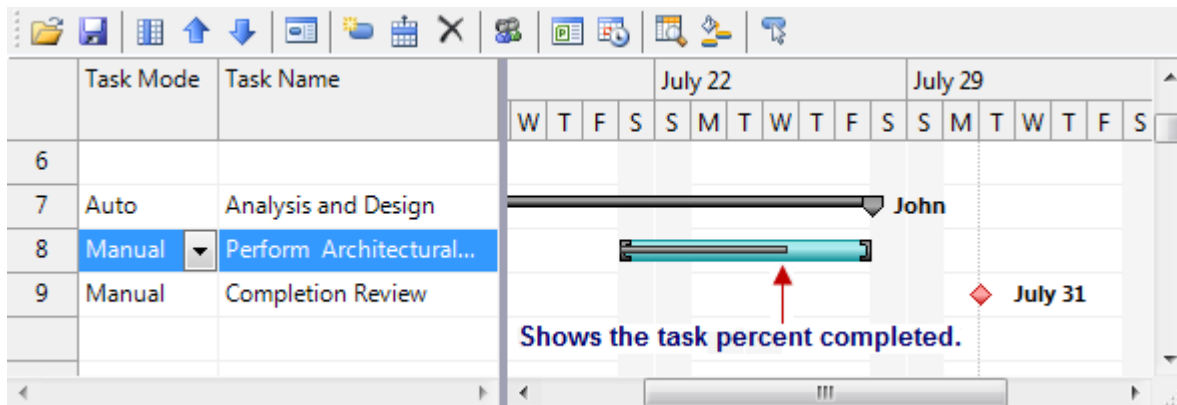 Task Mode Task Name July 22 July 29
W T F S S M T W T F S S M T W T F S
6
7 Auto Analysis and Design John
8 Manual Perform Architectural...
9 Manual Completion Review July 31
Shows the task percent completed.